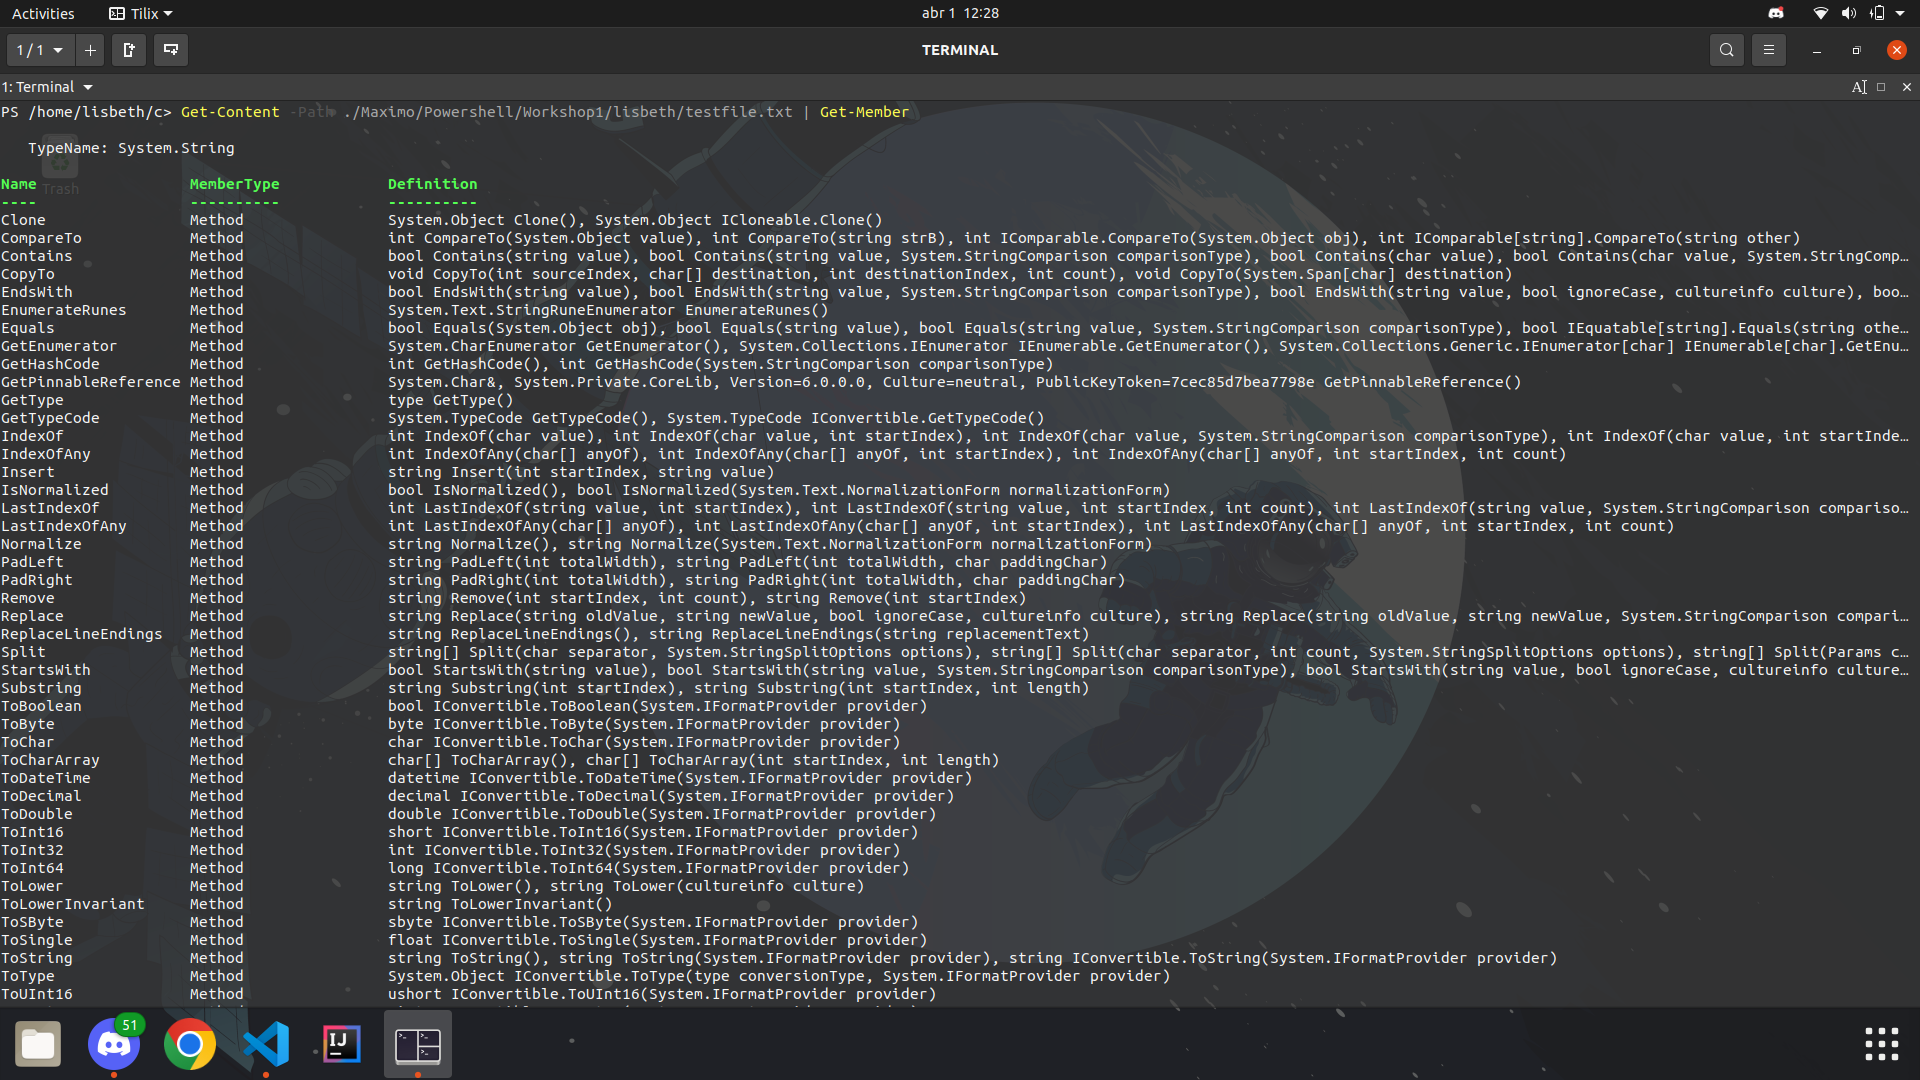 Activities
Tilix
abr 1 12:28
1 / 1
TERMINAL
1: Terminal
PS /home/lisbeth/c> Get-Content -Path ./Maximo/Powershell/Workshop1/lisbeth/testfile.txt | Get-Member
TypeName: System.String
Trash
Name MemberType Definition
---- ---------- ----------
Clone Method System.Object Clone(), System.Object ICloneable.Clone()
CompareTo Method int CompareTo(System.Object value), int CompareTo(string strB), int IComparable.CompareTo(System.Object obj), int IComparable[string].CompareTo(string other)
Contains Method bool Contains(string value), bool Contains(string value, System.StringComparison comparisonType), bool Contains(char value), bool Contains(char value, System.StringComp…
CopyTo Method void CopyTo(int sourceIndex, char[] destination, int destinationIndex, int count), void CopyTo(System.Span[char] destination)
EndsWith Method bool EndsWith(string value), bool EndsWith(string value, System.StringComparison comparisonType), bool EndsWith(string value, bool ignoreCase, cultureinfo culture), boo…
EnumerateRunes Method System.Text.StringRuneEnumerator EnumerateRunes()
Equals Method bool Equals(System.Object obj), bool Equals(string value), bool Equals(string value, System.StringComparison comparisonType), bool IEquatable[string].Equals(string othe…
GetEnumerator Method System.CharEnumerator GetEnumerator(), System.Collections.IEnumerator IEnumerable.GetEnumerator(), System.Collections.Generic.IEnumerator[char] IEnumerable[char].GetEnu…
GetHashCode Method int GetHashCode(), int GetHashCode(System.StringComparison comparisonType)
GetPinnableReference Method System.Char&, System.Private.CoreLib, Version=6.0.0.0, Culture=neutral, PublicKeyToken=7cec85d7bea7798e GetPinnableReference()
GetType Method type GetType()
GetTypeCode Method System.TypeCode GetTypeCode(), System.TypeCode IConvertible.GetTypeCode()
IndexOf Method int IndexOf(char value), int IndexOf(char value, int startIndex), int IndexOf(char value, System.StringComparison comparisonType), int IndexOf(char value, int startInde…
IndexOfAny Method int IndexOfAny(char[] anyOf), int IndexOfAny(char[] anyOf, int startIndex), int IndexOfAny(char[] anyOf, int startIndex, int count)
Insert Method string Insert(int startIndex, string value)
IsNormalized Method bool IsNormalized(), bool IsNormalized(System.Text.NormalizationForm normalizationForm)
LastIndexOf Method int LastIndexOf(string value, int startIndex), int LastIndexOf(string value, int startIndex, int count), int LastIndexOf(string value, System.StringComparison compariso…
LastIndexOfAny Method int LastIndexOfAny(char[] anyOf), int LastIndexOfAny(char[] anyOf, int startIndex), int LastIndexOfAny(char[] anyOf, int startIndex, int count)
Normalize Method string Normalize(), string Normalize(System.Text.NormalizationForm normalizationForm)
PadLeft Method string PadLeft(int totalWidth), string PadLeft(int totalWidth, char paddingChar)
PadRight Method string PadRight(int totalWidth), string PadRight(int totalWidth, char paddingChar)
Remove Method string Remove(int startIndex, int count), string Remove(int startIndex)
Replace Method string Replace(string oldValue, string newValue, bool ignoreCase, cultureinfo culture), string Replace(string oldValue, string newValue, System.StringComparison compari…
ReplaceLineEndings Method string ReplaceLineEndings(), string ReplaceLineEndings(string replacementText)
Split Method string[] Split(char separator, System.StringSplitOptions options), string[] Split(char separator, int count, System.StringSplitOptions options), string[] Split(Params c…
StartsWith Method bool StartsWith(string value), bool StartsWith(string value, System.StringComparison comparisonType), bool StartsWith(string value, bool ignoreCase, cultureinfo culture…
Substring Method string Substring(int startIndex), string Substring(int startIndex, int length)
ToBoolean Method bool IConvertible.ToBoolean(System.IFormatProvider provider)
ToByte Method byte IConvertible.ToByte(System.IFormatProvider provider)
ToChar Method char IConvertible.ToChar(System.IFormatProvider provider)
ToCharArray Method char[] ToCharArray(), char[] ToCharArray(int startIndex, int length)
ToDateTime Method datetime IConvertible.ToDateTime(System.IFormatProvider provider)
ToDecimal Method decimal IConvertible.ToDecimal(System.IFormatProvider provider)
ToDouble Method double IConvertible.ToDouble(System.IFormatProvider provider)
ToInt16 Method short IConvertible.ToInt16(System.IFormatProvider provider)
ToInt32 Method int IConvertible.ToInt32(System.IFormatProvider provider)
ToInt64 Method long IConvertible.ToInt64(System.IFormatProvider provider)
ToLower Method string ToLower(), string ToLower(cultureinfo culture)
ToLowerInvariant Method string ToLowerInvariant()
ToSByte Method sbyte IConvertible.ToSByte(System.IFormatProvider provider)
ToSingle Method float IConvertible.ToSingle(System.IFormatProvider provider)
ToString Method string ToString(), string ToString(System.IFormatProvider provider), string IConvertible.ToString(System.IFormatProvider provider)
ToType Method System.Object IConvertible.ToType(type conversionType, System.IFormatProvider provider)
ToUInt16 Method ushort IConvertible.ToUInt16(System.IFormatProvider provider)
51
IJ